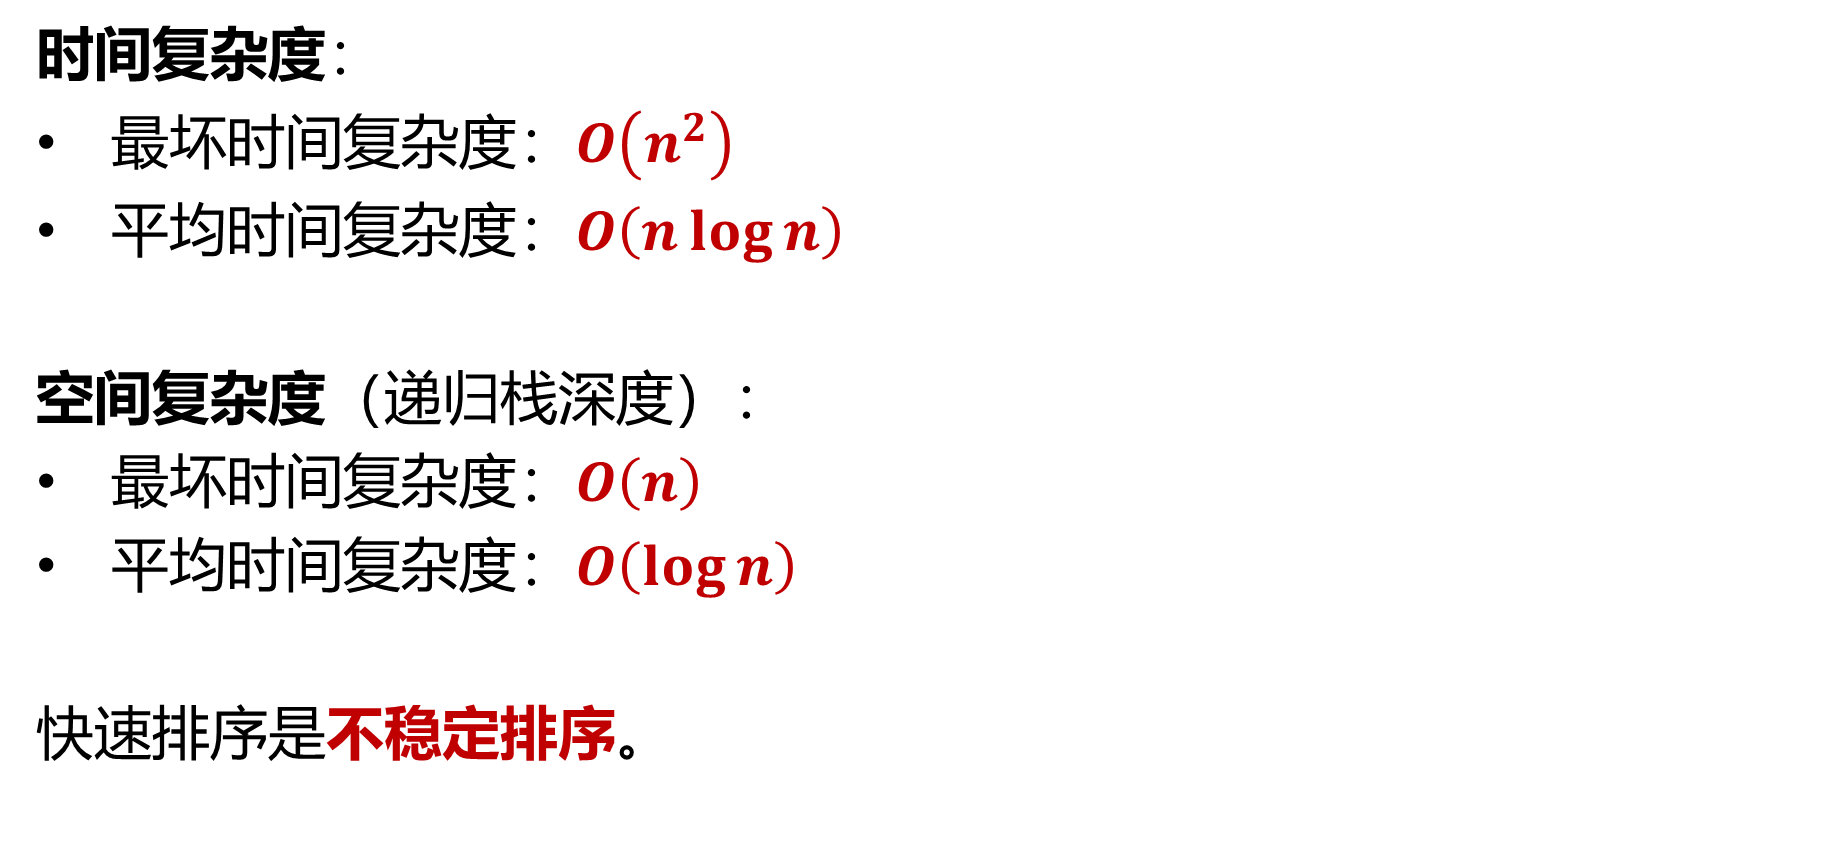 时间复杂度：
• 最坏时间复杂度：O(n²)
• 平均时间复杂度：O(n log n)
空间复杂度（递归栈深度）：
• 最坏时间复杂度：O(n)
• 平均时间复杂度：O(log n)
快速排序是不稳定排序。